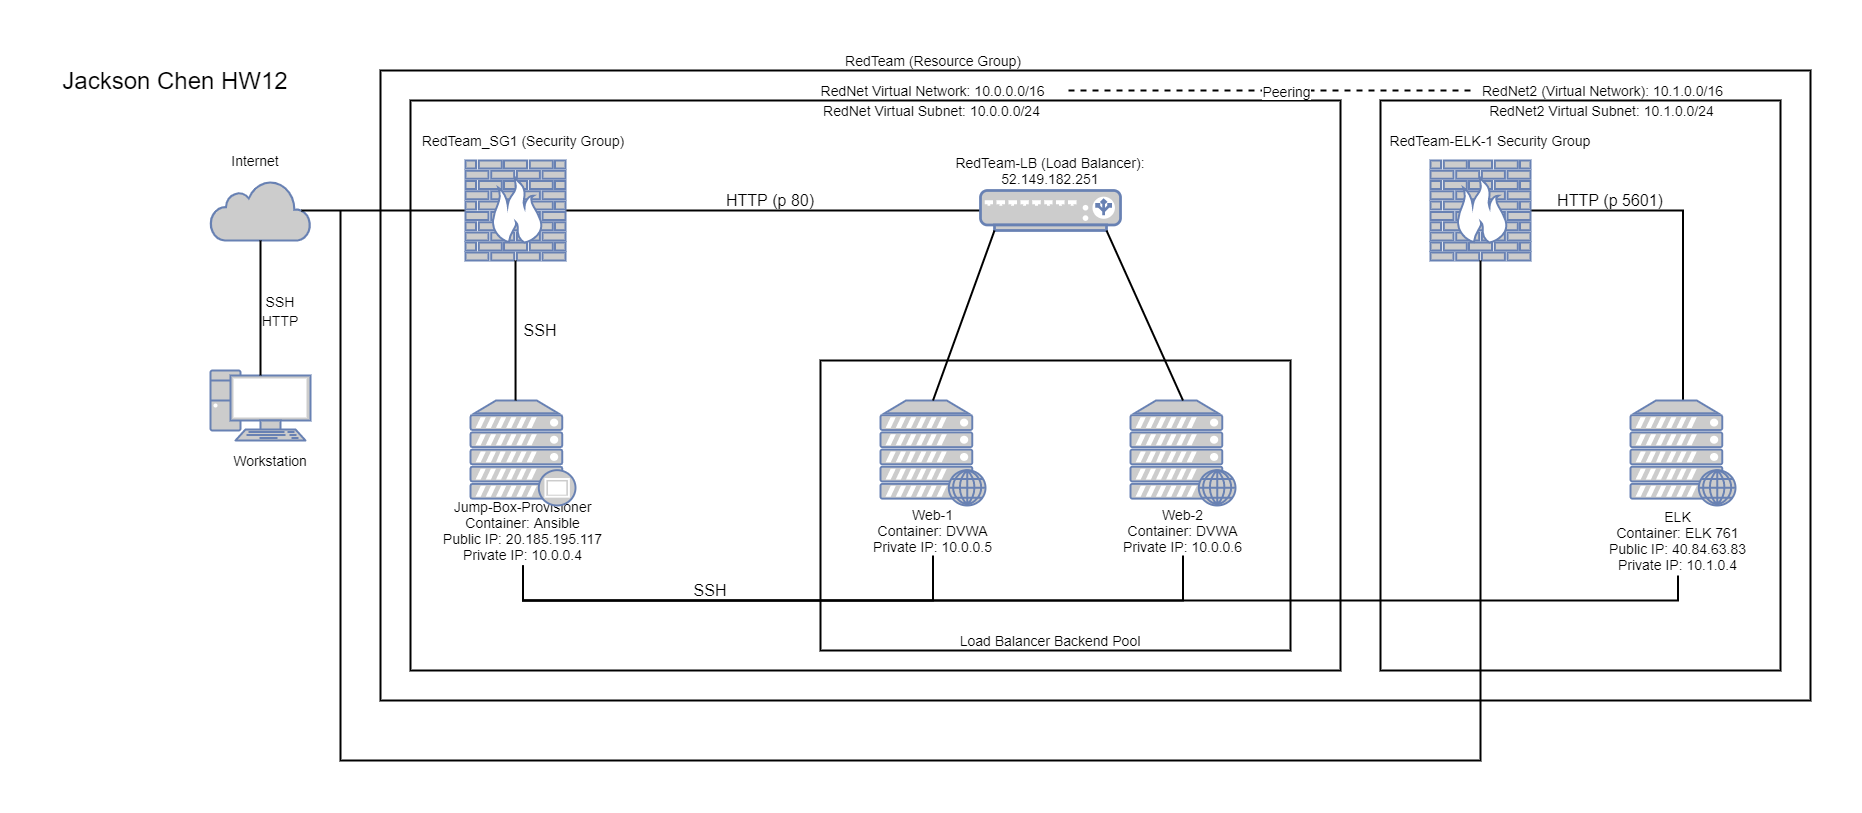 Jackson Chen HW12
RedTeam (Resource Group)
RedNet Virtual Network: 10.0.0.0/16
Peering
RedNet2 (Virtual Network): 10.1.0.0/16
RedNet Virtual Subnet: 10.0.0.0/24
RedNet2 Virtual Subnet: 10.1.0.0/24
RedTeam_SG1 (Security Group)
RedTeam-ELK-1 Security Group
Internet
RedTeam-LB (Load Balancer):
52.149.182.251
HTTP (p 80)
HTTP (p 5601)
SSH
HTTP
SSH
Workstation
Jump-Box-Provisioner
Container: Ansible
Public IP: 20.185.195.117
Private IP: 10.0.0.4
Web-1
Container: DVWA
Private IP: 10.0.0.5
Web-2
Container: DVWA
Private IP: 10.0.0.6
ELK
Container: ELK 761
Public IP: 40.84.63.83
Private IP: 10.1.0.4
SSH
Load Balancer Backend Pool